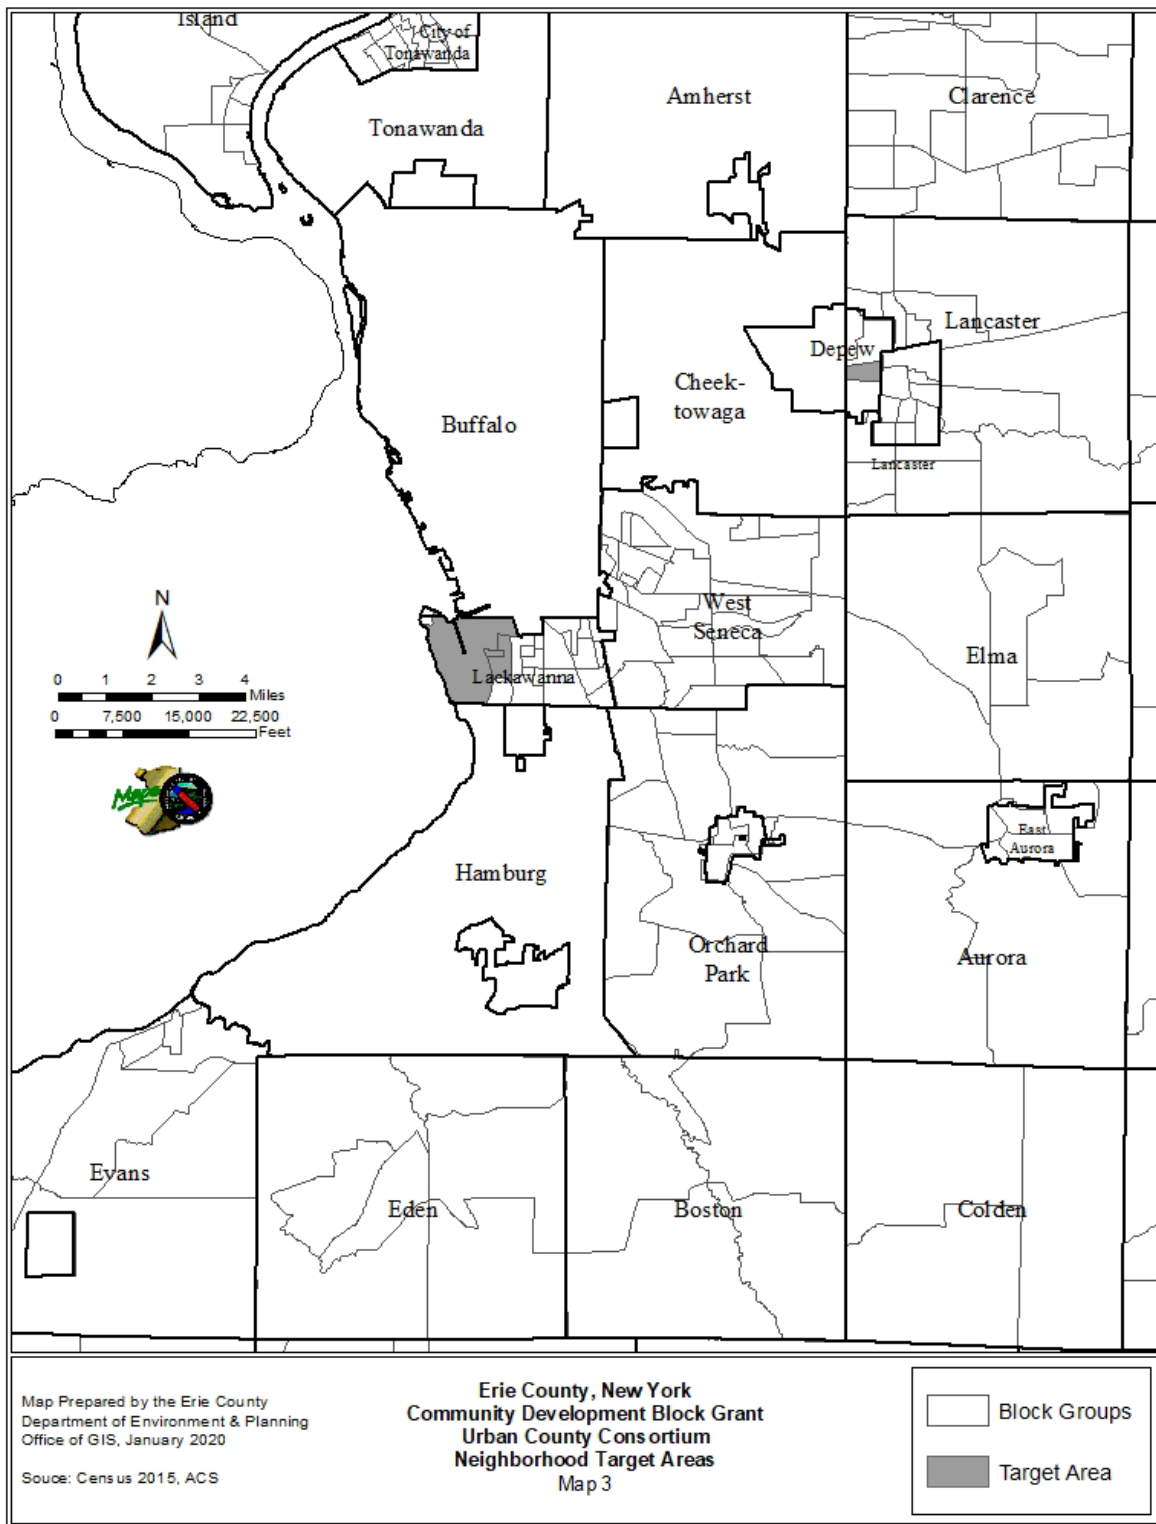 Island
City of
Tonawanda
Tonawanda
Amherst
Clarence
Lancaster
Depew
Cheek-
towaga
Buffalo
Lancaster
West
Seneca
Elma
Lackawanna
N
0 1 2 3 4
Miles
0 7,500 15,000 22,500
Feet
Maps
East
Aurora
Hamburg
Orchard
Park
Aurora
Evans
Eden
Boston
Colden
Map Prepared by the Erie County
Department of Environment & Planning
Office of GIS, January 2020
Souce: Census 2015, ACS
Erie County, New York
Community Development Block Grant
Urban County Consortium
Neighborhood Target Areas
Map 3
Block Groups
Target Area